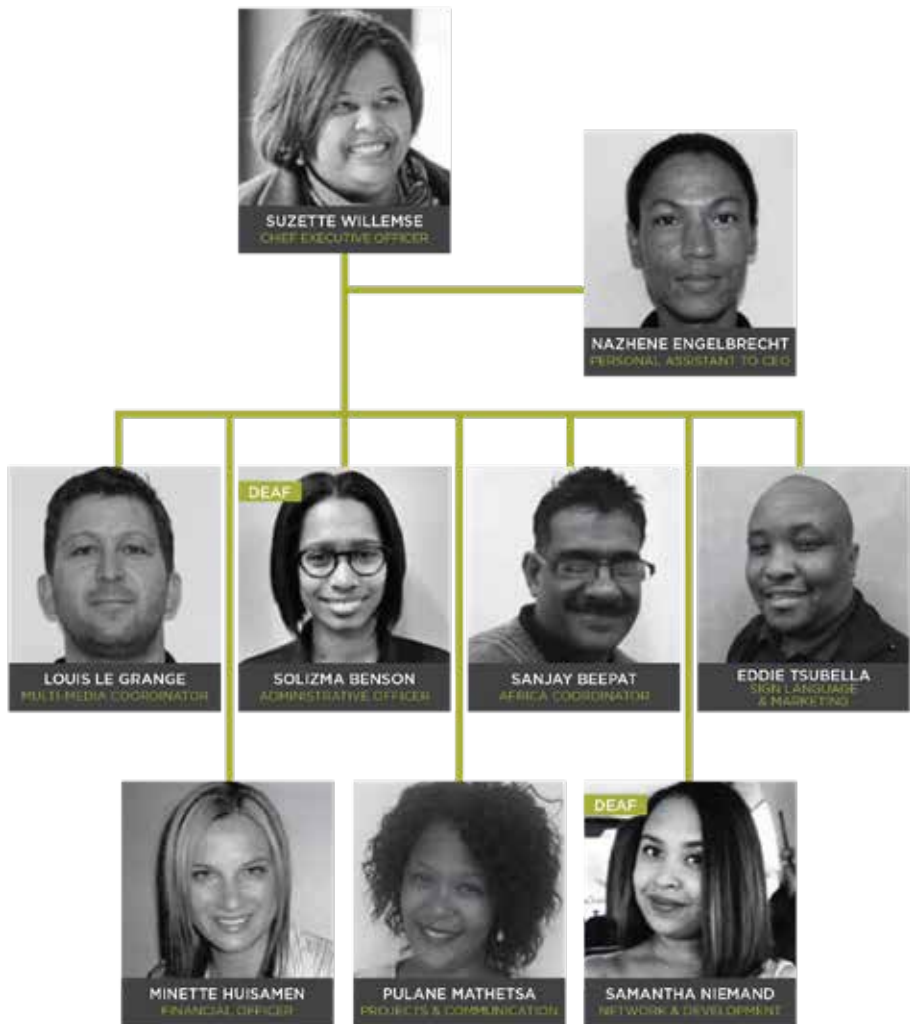 SUZETTE WILLEMSE
CHIEF EXECUTIVE OFFICER
NAZHENE ENGELBRECHT
PERSONAL ASSISTANT TO CEO
LOUIS LE GRANGE
MULTI-MEDIA COORDINATOR
DEAF
SOLIZMA BENSON
ADMINISTRATIVE OFFICER
SANJAY BEEPAT
AFRICA COORDINATOR
EDDIE TSUBELLA
SIGN LANGUAGE
& MARKETING
MINETTE HUISAMEN
FINANCIAL OFFICER
PULANE MATHETSA
PROJECTS & COMMUNICATION
DEAF
SAMANTHA NIEMAND
NETWORK & DEVELOPMENT